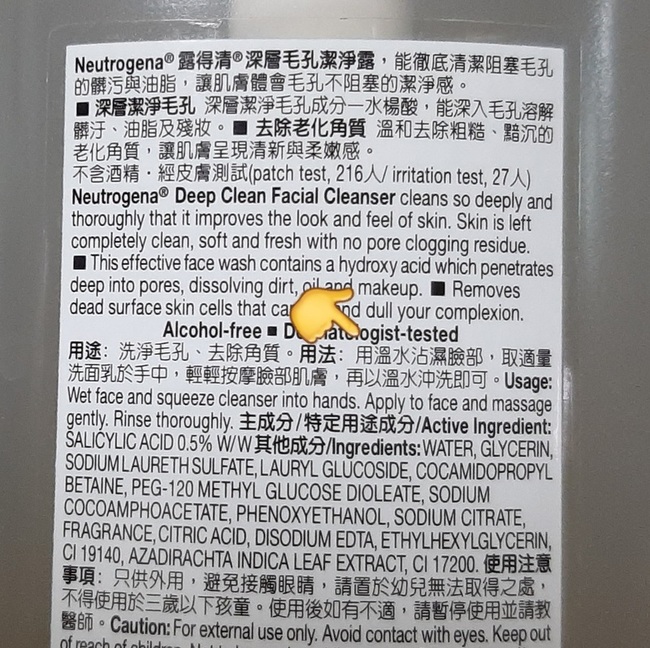 Neutrogena® 露得清®深層毛孔潔淨露，能徹底清潔阻塞毛孔
的髒污與油脂，讓肌膚體會毛孔不阻塞的潔淨感。
■ 深層潔淨毛孔 深層潔淨毛孔成分一水楊酸，能深入毛孔溶解
髒汙、油脂及殘妝。■ 去除老化角質 溫和去除粗糙、黯沉的
老化角質，讓肌膚呈現清新與柔嫩感。
不含酒精·經皮膚測試(patch test, 216人/ irritation test, 27人)
Neutrogena® Deep Clean Facial Cleanser cleans so deeply and
thoroughly that it improves the look and feel of skin. Skin is left
completely clean, soft and fresh with no pore clogging residue.
■ This effective face wash contains a hydroxy acid which penetrates
deep into pores, dissolving dirt, oil and makeup. ■ Removes
dead surface skin cells that nd dull your complexion.
Alcohol-free ■ ologist-tested
用途：洗淨毛孔、去除角質。用法：用溫水沾濕臉部，取適量
洗面乳於手中，輕輕按摩臉部肌膚，再以溫水沖洗即可。Usage:
Wet face and squeeze cleanser into hands. Apply to face and massage
gently. Rinse thoroughly. 主成分/特定用途成分/Active Ingredient:
SALICYLIC ACID 0.5% W/W 其他成分/Ingredients: WATER, GLYCERIN,
SODIUM LAURETH SULFATE, LAURYL GLUCOSIDE, COCAMIDOPROPYL
BETAINE, PEG-120 METHYL GLUCOSE DIOLEATE, SODIUM
COCOAMPHOACETATE, PHENOXYETHANOL, SODIUM CITRATE,
FRAGRANCE, CITRIC ACID, DISODIUM EDTA, ETHYLHEXYLGLYCERIN,
CI 19140, AZADIRACHTA INDICA LEAF EXTRACT, CI 17200. 使用注意
事項：只供外用，避免接觸眼睛，請置於幼兒無法取得之處，
不得使用於三歲以下孩童。使用後如有不適，請暫停使用並請教
醫師。Caution: For external use only. Avoid contact with eyes. Keep out
of reach of children.